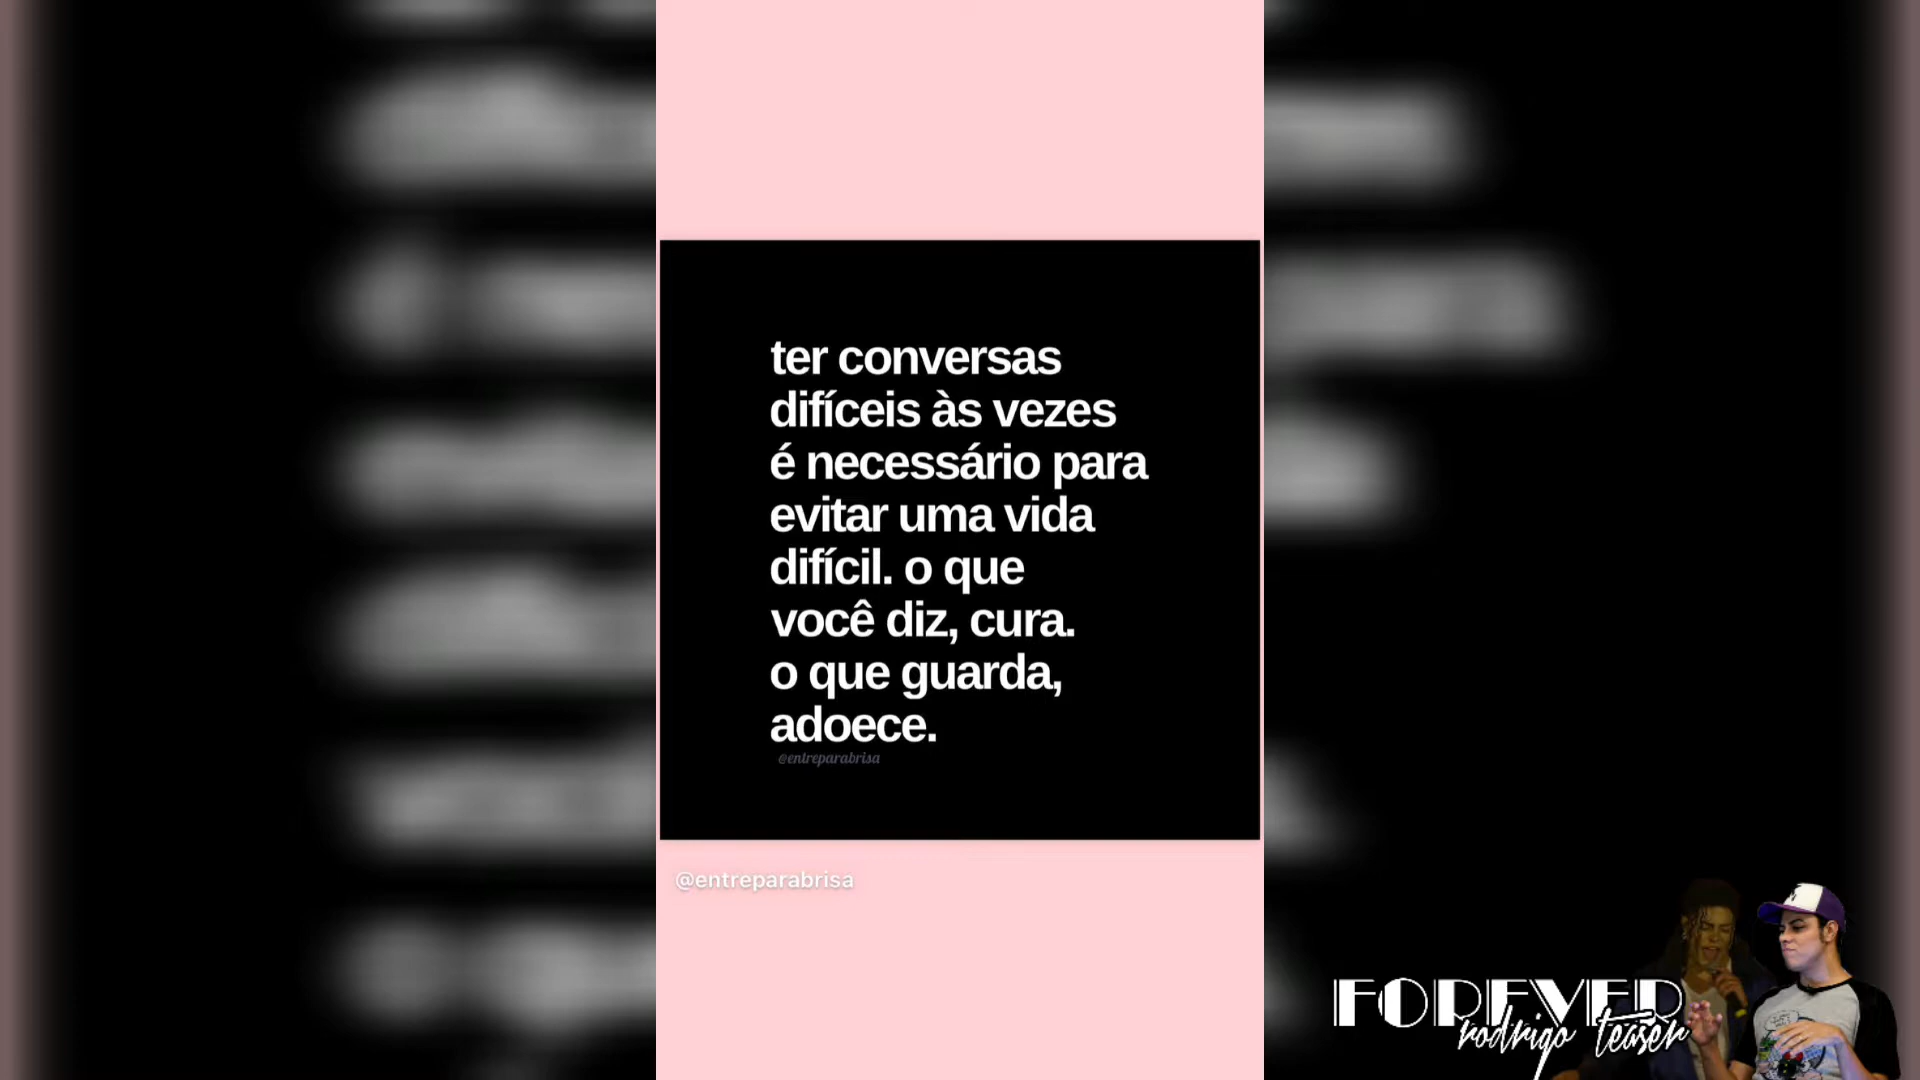 ter conversas
difíceis às vezes
é necessário para
evitar uma vida
difícil. o que
você diz, cura.
o que guarda,
adoece.
@entreparabrisa
@entreparabrisa
FOREVER
rodrigo teaser